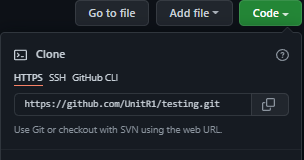 Go to file Add file Code
Clone
HTTPS SSH GitHub CLI
https://github.com/UnitR1/testing.git
Use Git or checkout with SVN using the web URL.